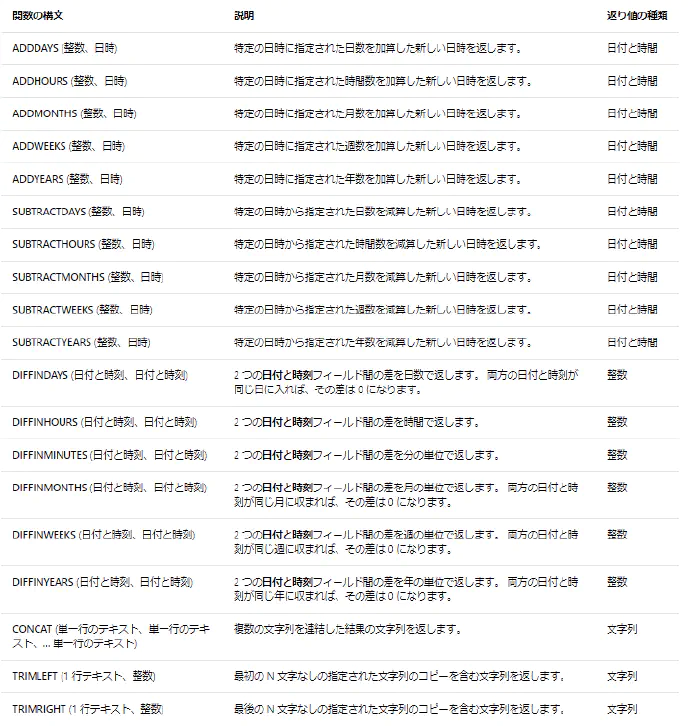 関数の構文 説明 返り値の種類
ADDDAYS (整数、日時) 特定の日時に指定された日数を加算した新しい日時を返します。 日付と時間
ADDHOURS (整数、日時) 特定の日時に指定された時間数を加算した新しい日時を返します。 日付と時間
ADDMONTHS (整数、日時) 特定の日時に指定された月数を加算した新しい日時を返します。 日付と時間
ADDWEEKS (整数、日時) 特定の日時に指定された週数を加算した新しい日時を返します。 日付と時間
ADDYEARS (整数、日時) 特定の日時に指定された年数を加算した新しい日時を返します。 日付と時間
SUBTRACTDAYS (整数、日時) 特定の日時から指定された日数を減算した新しい日時を返します。 日付と時間
SUBTRACTHOURS (整数、日時) 特定の日時から指定された時間数を減算した新しい日時を返します。 日付と時間
SUBTRACTMONTHS (整数、日時) 特定の日時から指定された月数を減算した新しい日時を返します。 日付と時間
SUBTRACTWEEKS (整数、日時) 特定の日時から指定された週数を減算した新しい日時を返します。 日付と時間
SUBTRACTYEARS (整数、日時) 特定の日時から指定された年数を減算した新しい日時を返します。 日付と時間
DIFFINDAYS (日付と時刻、日付と時刻) 2 つの日付と時刻フィールド間の差を日数で返します。 両方の日付と時刻が 整数
同じ日に入れば、その差は 0 になります。
DIFFINHOURS (日付と時刻、日付と時刻) 2 つの日付と時刻フィールド間の差を時間で返します。 整数
DIFFINMINUTES (日付と時刻、日付と時刻) 2 つの日付と時刻フィールド間の差を分の単位で返します。 整数
DIFFINMONTHS (日付と時刻、日付と時刻) 2 つの日付と時刻フィールド間の差を月の単位で返します。 両方の日付と時 整数
刻が同じ月に収まれば、その差は 0 になります。
DIFFINWEEKS (日付と時刻、日付と時刻) 2 つの日付と時刻フィールド間の差を週の単位で返します。 両方の日付と時 整数
刻が同じ週に収まれば、その差は 0 になります。
DIFFINYEARS (日付と時刻、日付と時刻) 2 つの日付と時刻フィールド間の差を年の単位で返します。 両方の日付と時 整数
刻が同じ年に収まれば、その差は 0 になります。
CONCAT (単一行のテキスト、単一行のテキ 複数の文字列を連結した結果の文字列を返します。 文字列
スト、... 単一行のテキスト)
TRIMLEFT (1 行テキスト、整数) 最初の N 文字なしの指定された文字列のコピーを含む文字列を返します。 文字列
TRIMRIGHT (1 行テキスト、整数) 最後の N 文字なしの指定された文字列のコピーを含む文字列を返します。 文字列